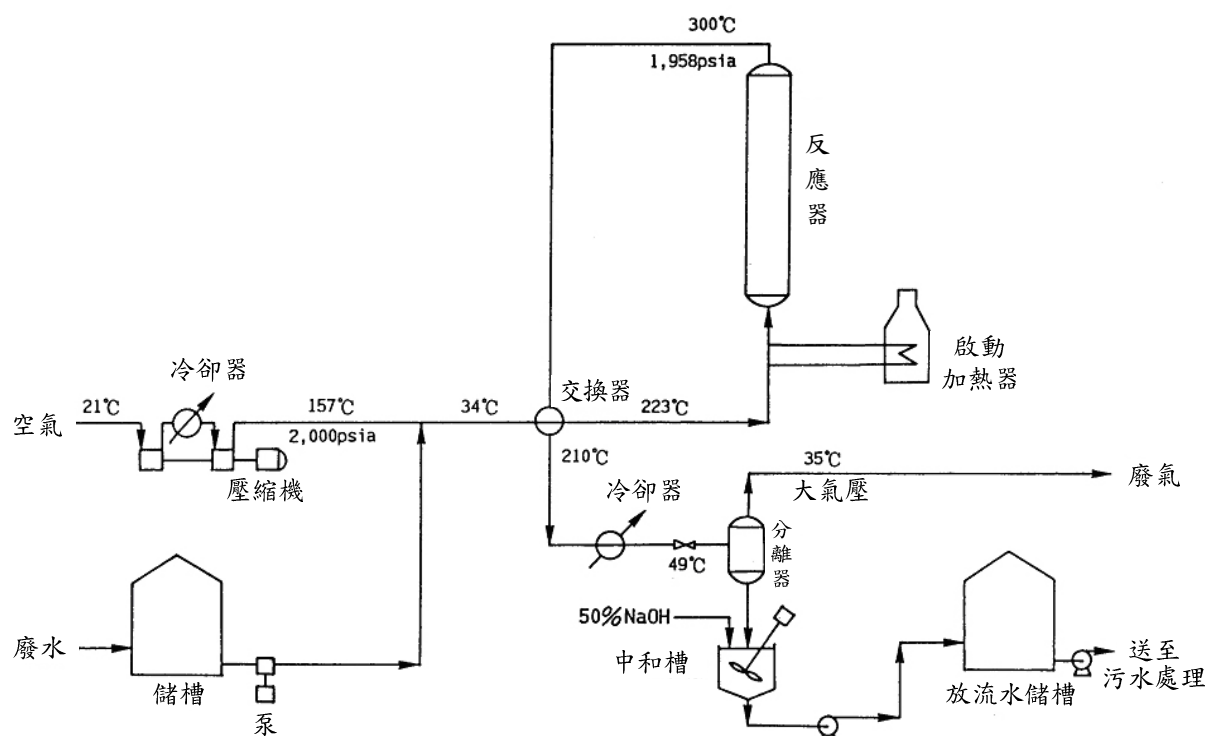 300℃
1,958psia
反應器
啟動
加熱器
冷卻器
交換器
空氣
21℃
157℃
2,000psia
34℃
223℃
壓縮機
210℃
35℃
大氣壓
廢氣
冷卻器
49℃
分離器
50%NaOH
中和槽
廢水
儲槽
泵
放流水儲槽
送至
污水處理